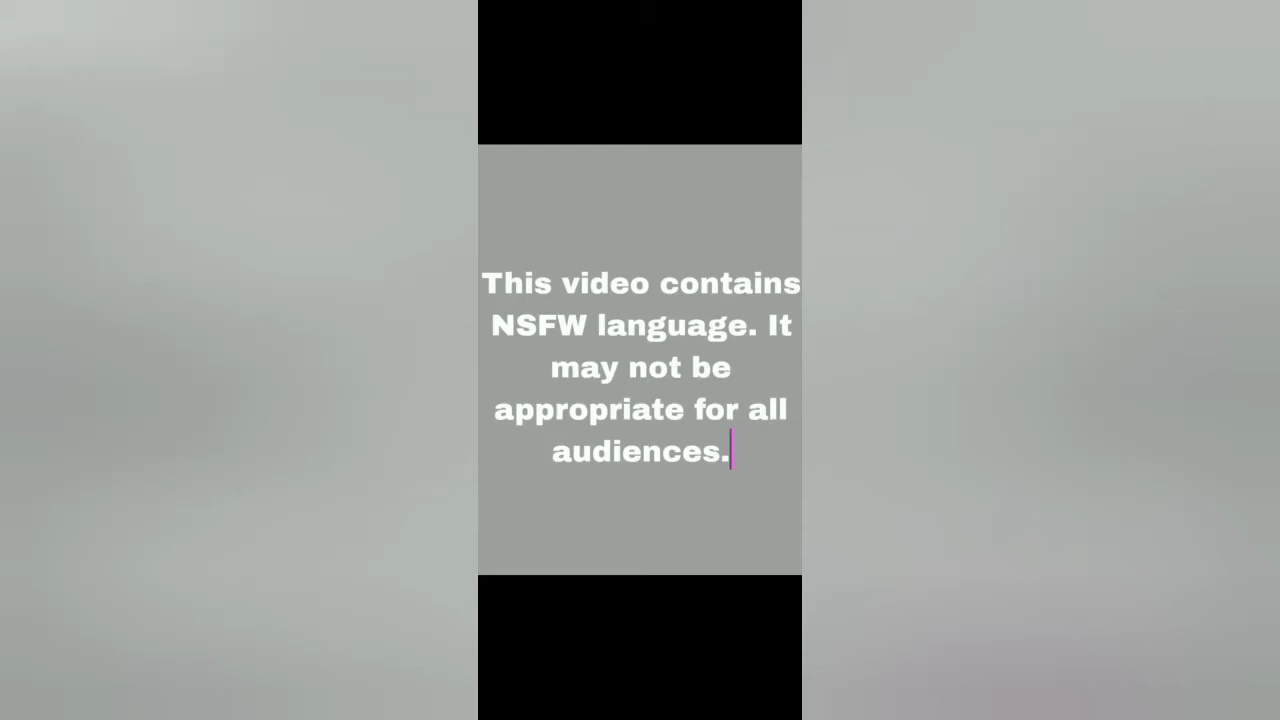 This video contains
NSFW language. It
may not be
appropriate for all
audiences.